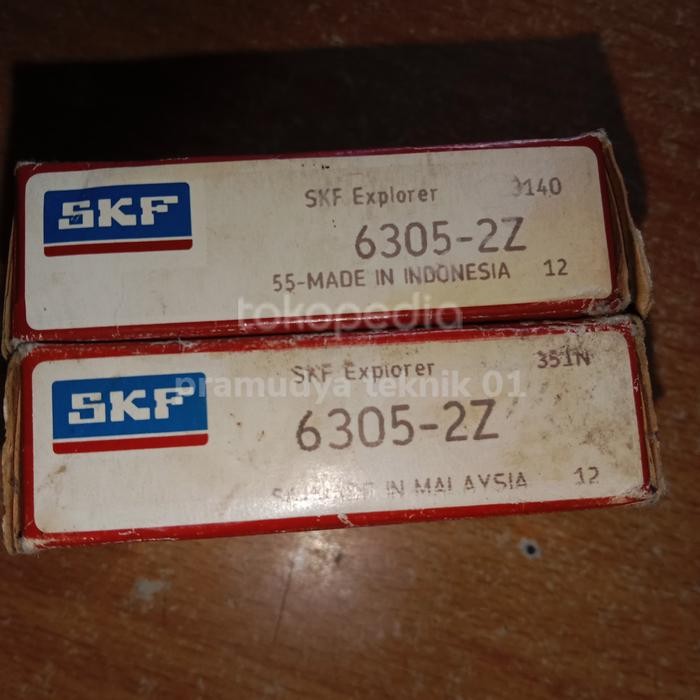 SKF
SKF Explorer 3140
6305-2Z
55-MADE IN INDONESIA 12
tokopedia
SKF
SKF Explorer 351N
pramudya teknik 01
6305-2Z
IN MALAYSIA 12